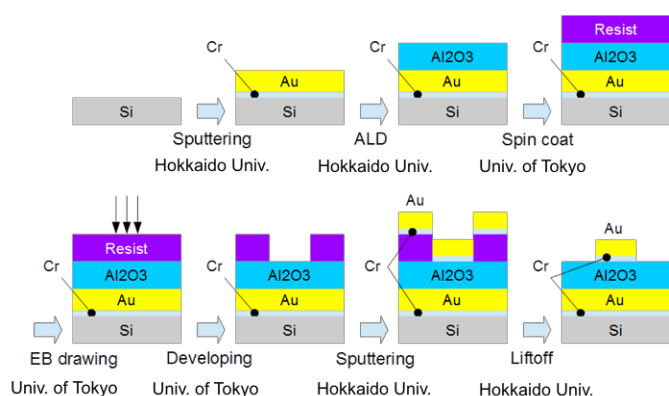 Resist
Cr
Cr
Al2O3
Al2O3
Cr
Au
Au
Au
Si
Si
Si
Si
Sputtering
ALD
Spin coat
Hokkaido Univ.
Hokkaido Univ.
Univ. of Tokyo
Au
Au
Resist
Cr
Cr
Al2O3
Al2O3
Cr
Al2O3
Cr
Al2O3
Au
Au
Au
Au
Si
Si
Si
Si
EB drawing
Developing
Sputtering
Liftoff
Univ. of Tokyo
Univ. of Tokyo
Hokkaido Univ.
Hokkaido Univ.